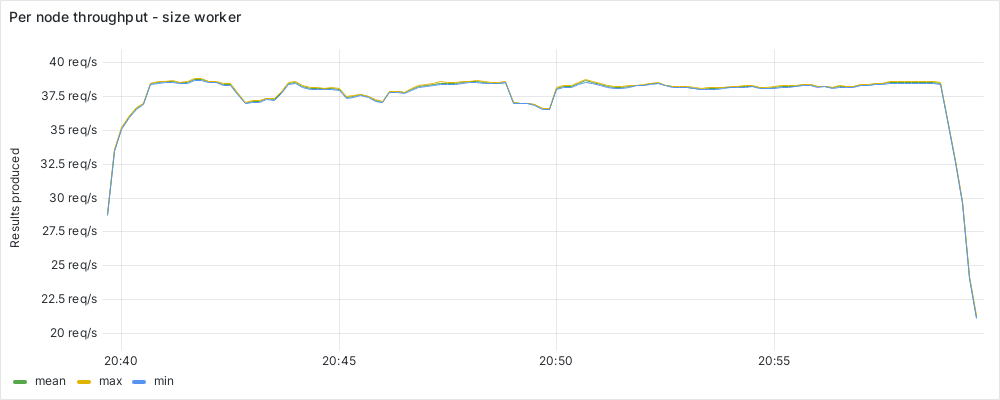 Per node throughput - size worker
Results produced
40 req/s
37.5 req/s
35 req/s
32.5 req/s
30 req/s
27.5 req/s
25 req/s
22.5 req/s
20 req/s
20:40 20:45 20:50 20:55
mean max min